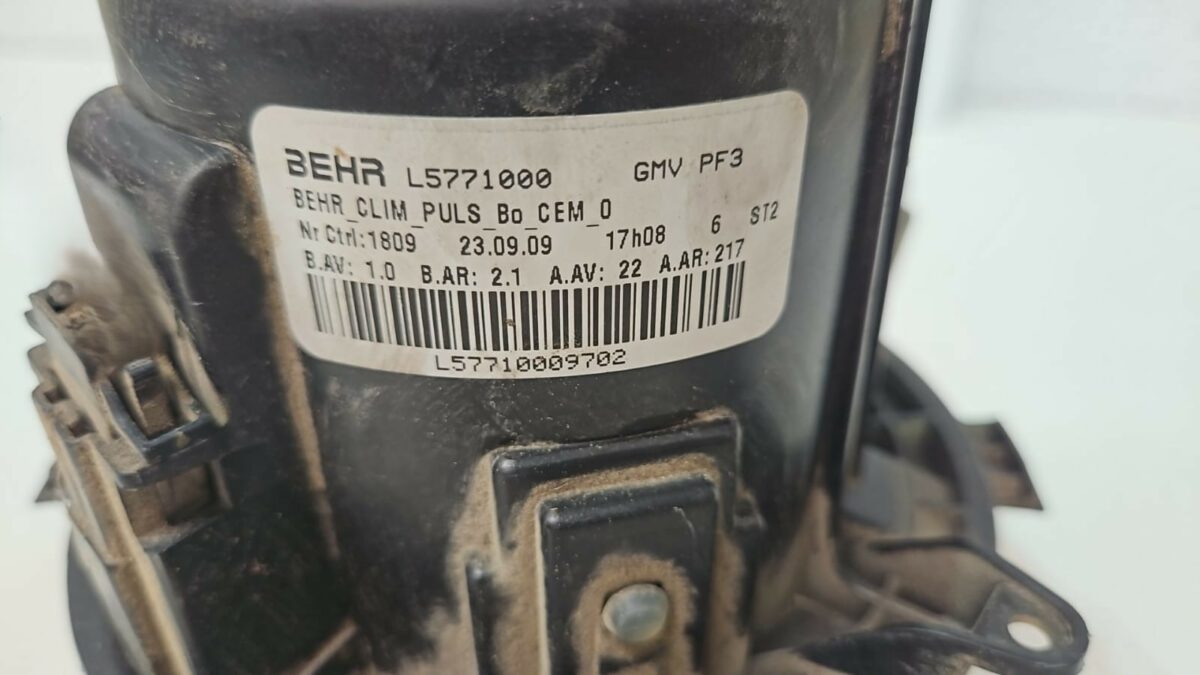 BEHR L5771000 GMV PF3
BEHR_CLIM_PULS_Bo_CEM_0
Nr Ctrl:1809 23.09.09 17h08 6 ST2
B.AV: 1.0 B.AR: 2.1 A.AV: 22 A.AR: 217
L57710009702